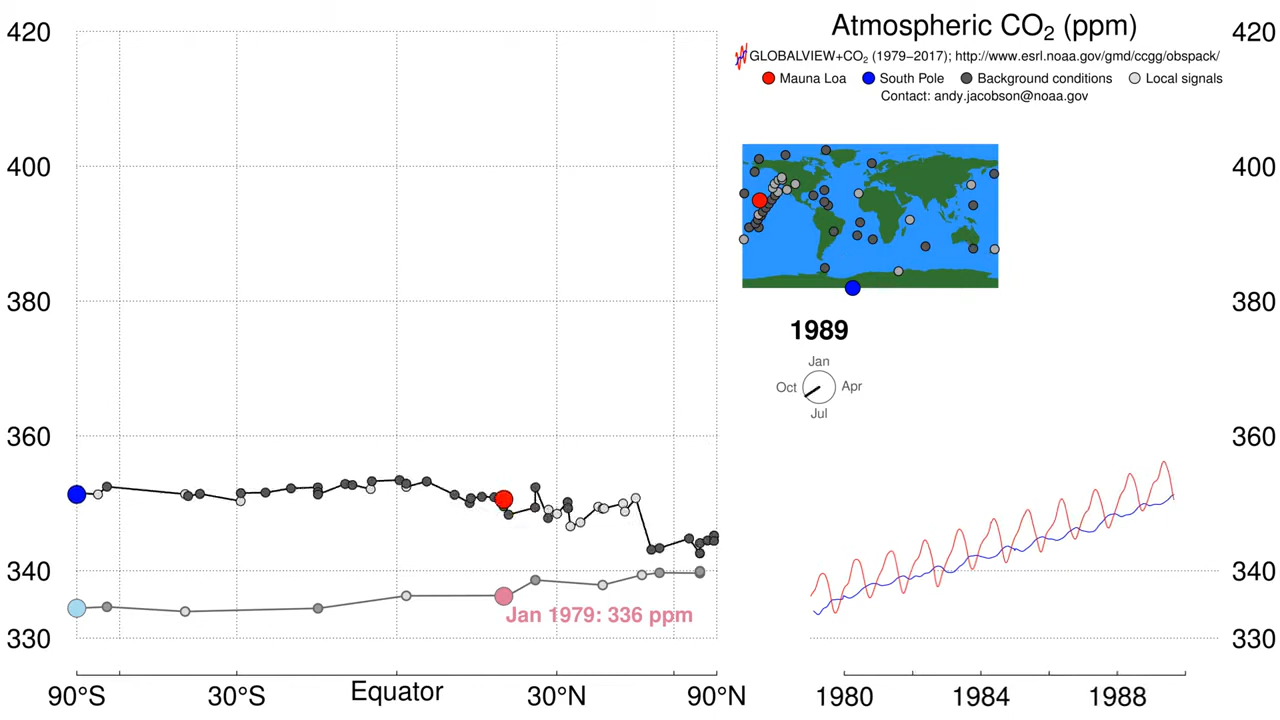 Atmospheric CO₂ (ppm)
GLOBALVIEW+CO₂ (1979−2017); http://www.esrl.noaa.gov/gmd/ccgg/obspack/
Mauna Loa South Pole Background conditions Local signals
Contact: andy.jacobson@noaa.gov
420 420
400 400
380 380
1989
Jan
Oct Apr
Jul
360 360
340 340
Jan 1979: 336 ppm
330 330
90°S 30°S Equator 30°N 90°N 1980 1984 1988